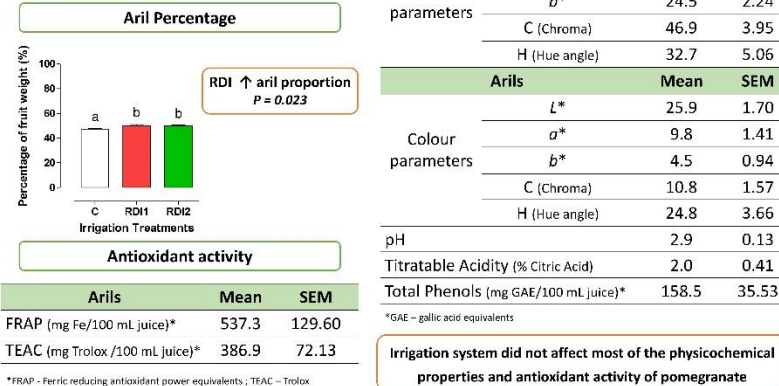 Aril Percentage
Percentage of fruit weight (%)
100
80
60
40
20
0
a
b
b
C
RDI1
RDI2
Irrigation Treatments
RDI ↑ aril proportion
P = 0.023
Antioxidant activity
Arils Mean SEM
FRAP (mg Fe/100 mL juice)* 537.3 129.60
TEAC (mg Trolox /100 mL juice)* 386.9 72.13
*FRAP - Ferric reducing antioxidant power equivalents ; TEAC – Trolox
parameters
b* 24.5 2.24
C (Chroma) 46.9 3.95
H (Hue angle) 32.7 5.06
Arils Mean SEM
Colour parameters
L* 25.9 1.70
a* 9.8 1.41
b* 4.5 0.94
C (Chroma) 10.8 1.57
H (Hue angle) 24.8 3.66
pH 2.9 0.13
Titratable Acidity (% Citric Acid) 2.0 0.41
Total Phenols (mg GAE/100 mL juice)* 158.5 35.53
*GAE – gallic acid equivalents
Irrigation system did not affect most of the physicochemical
properties and antioxidant activity of pomegranate